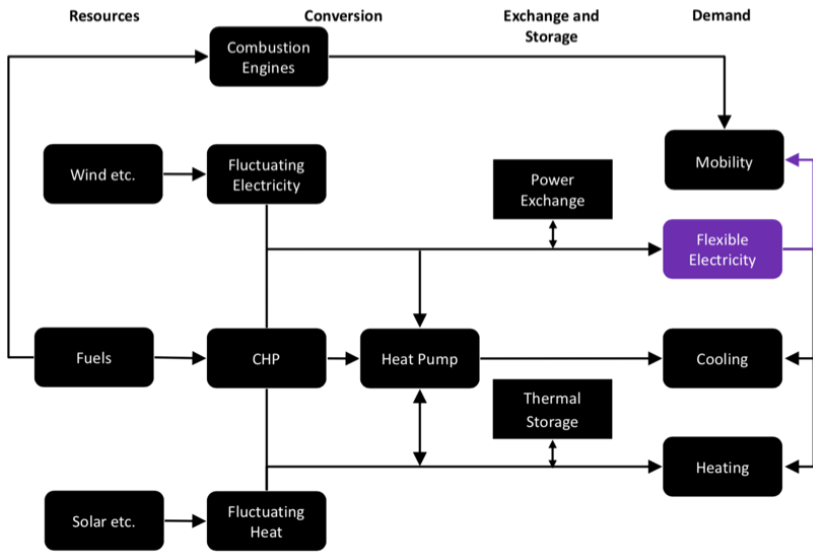 Resources
Conversion
Exchange and
Storage
Demand
Combustion
Engines
Wind etc.
Fluctuating
Electricity
Power
Exchange
Mobility
Flexible
Electricity
Fuels
CHP
Heat Pump
Cooling
Thermal
Storage
Heating
Solar etc.
Fluctuating
Heat